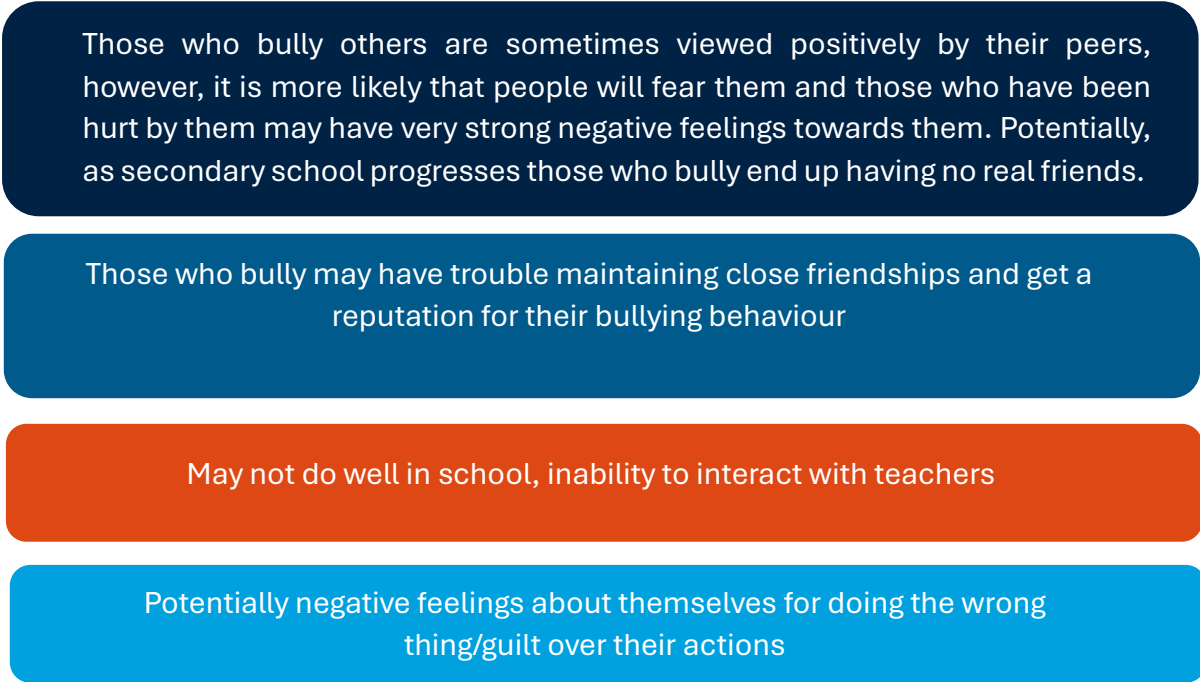 Those who bully others are sometimes viewed positively by their peers,
however, it is more likely that people will fear them and those who have been
hurt by them may have very strong negative feelings towards them. Potentially,
as secondary school progresses those who bully end up having no real friends.
Those who bully may have trouble maintaining close friendships and get a
reputation for their bullying behaviour
May not do well in school, inability to interact with teachers
Potentially negative feelings about themselves for doing the wrong
thing/guilt over their actions